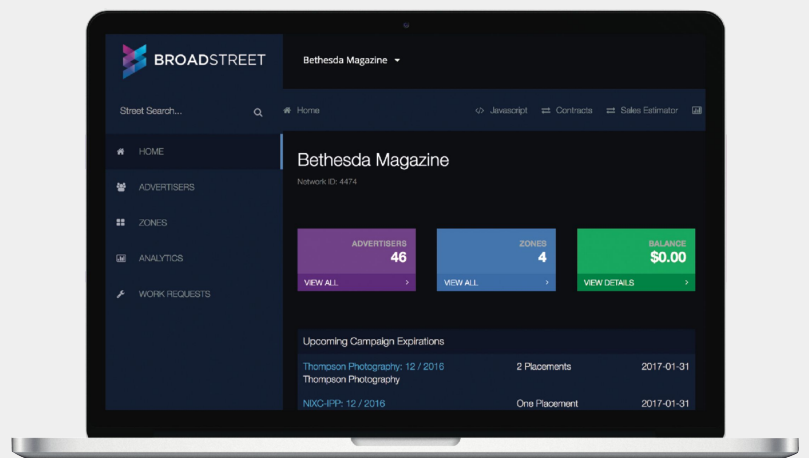 BROADSTREET
Bethesda Magazine
Street Search...
Home
Javascript
Contracts
Sales Estimator
HOME
ADVERTISERS
ZONES
ANALYTICS
WORK REQUESTS
Bethesda Magazine
Network ID: 4474
ADVERTISERS
46
VIEW ALL
ZONES
4
VIEW ALL
BALANCE
$0.00
VIEW DETAILS
Upcoming Campaign Expirations
Thompson Photography: 12 / 2016 2 Placements 2017-01-31
Thompson Photography
NIXC-IPP: 12 / 2016 One Placement 2017-01-31